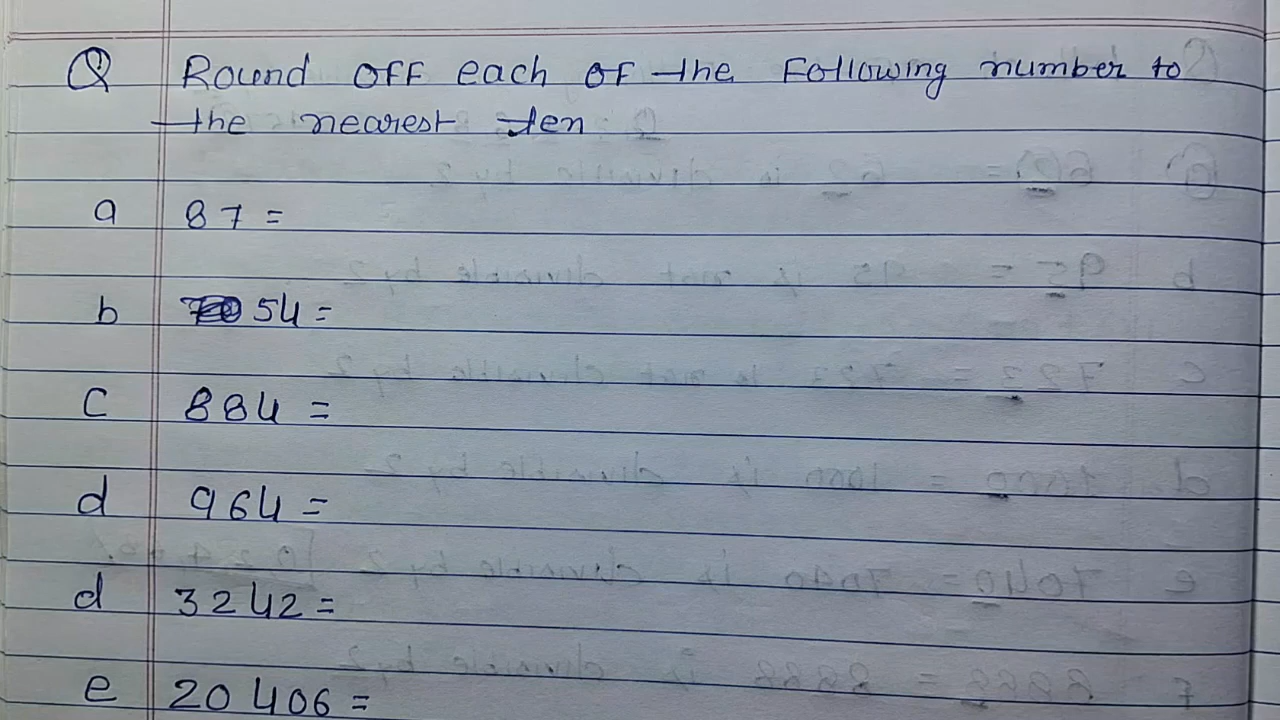 Q Round off each of the following number to
the nearest ten
a 87 =
b 54 =
c 884 =
d 964 =
d 3242 =
e 20406 =